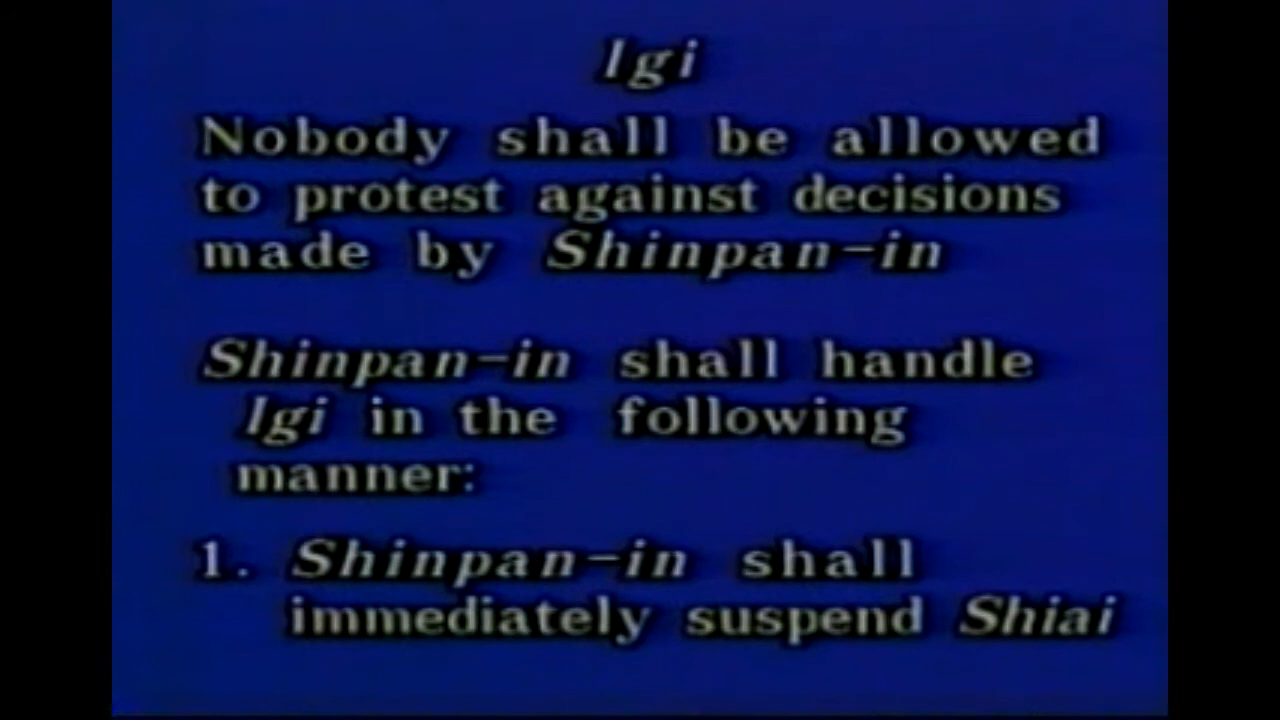 Igi
Nobody shall be allowed
to protest against decisions
made by Shinpan-in
Shinpan-in shall handle
Igi in the following
manner:
1. Shinpan-in shall
immediately suspend Shiai